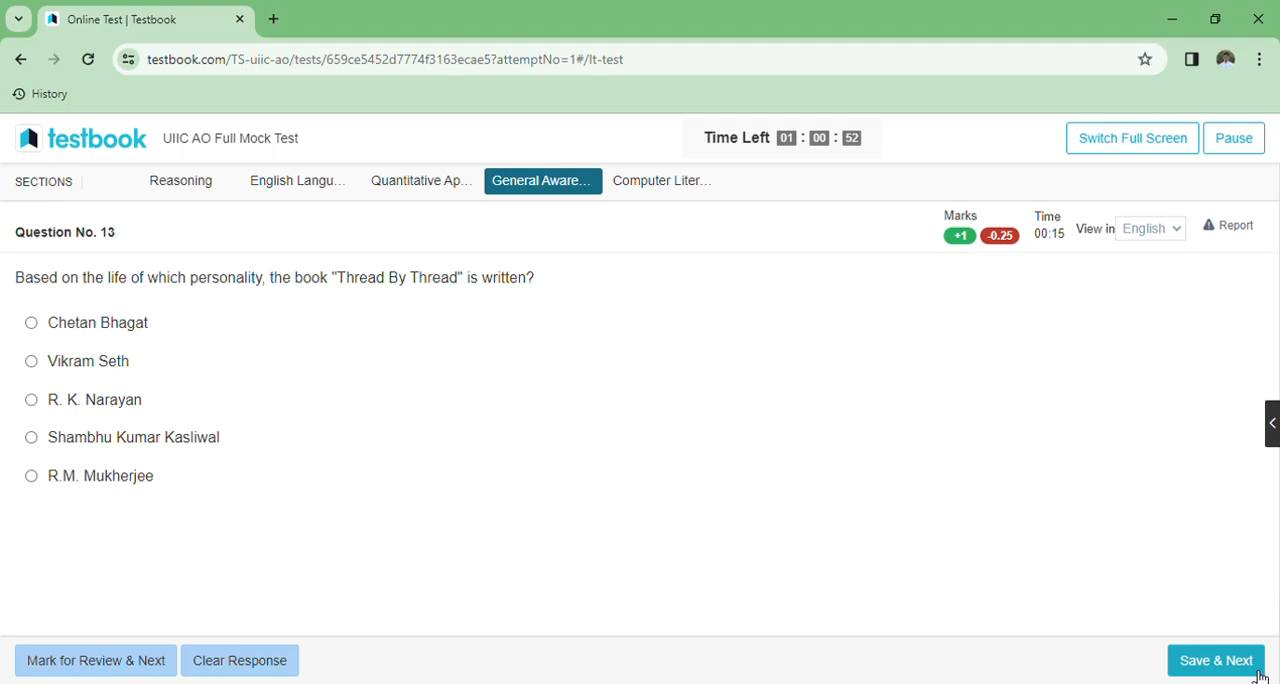 Online Test | Testbook
testbook.com/TS-uiic-ao/tests/659ce5452d7774f3163ecae5?attemptNo=1#/lt-test
History
testbook UIIC AO Full Mock Test Time Left 01 : 00 : 52 Switch Full Screen Pause
SECTIONS Reasoning English Langu... Quantitative Ap... General Aware... Computer Liter...
Question No. 13 Marks +1 -0.25 Time 00:15 View in English Report
Based on the life of which personality, the book "Thread By Thread" is written?
Chetan Bhagat
Vikram Seth
R. K. Narayan
Shambhu Kumar Kasliwal
R.M. Mukherjee
Mark for Review & Next Clear Response Save & Next